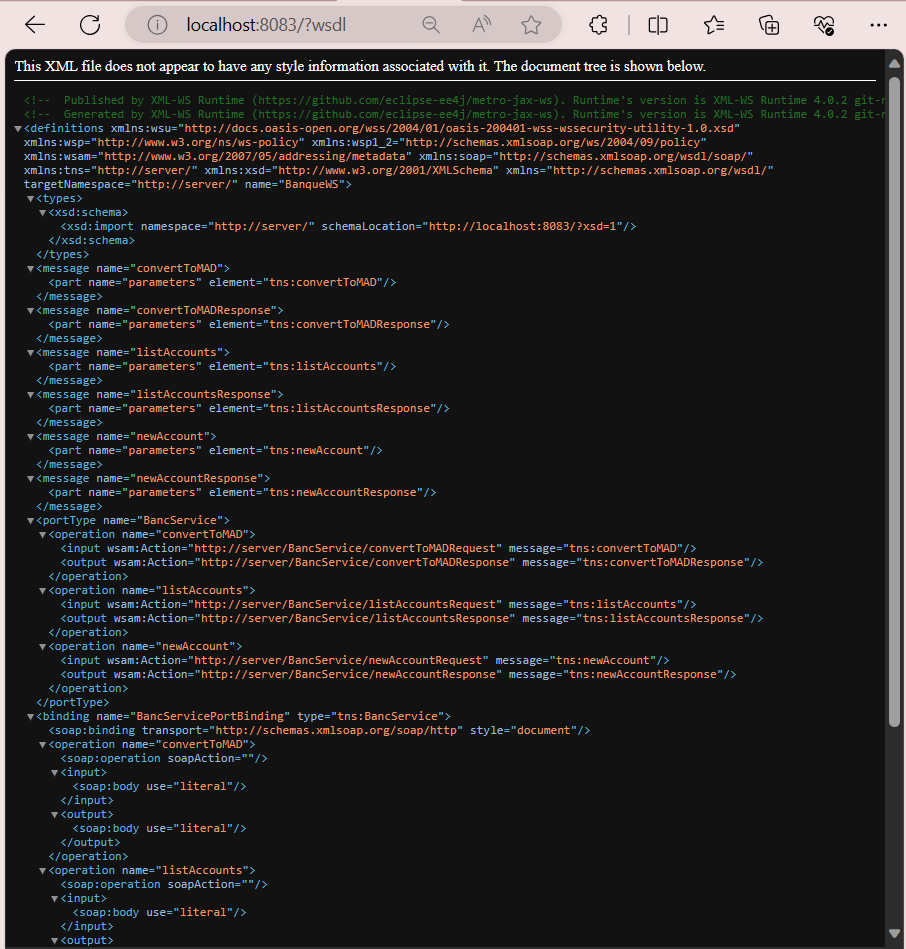 localhost:8083/?wsdl
This XML file does not appear to have any style information associated with it. The document tree is shown below.
<!-- Published by XML-WS Runtime (https://github.com/eclipse-ee4j/metro-jax-ws). Runtime's version is XML-WS Runtime 4.0.2 git-r
<!-- Generated by XML-WS Runtime (https://github.com/eclipse-ee4j/metro-jax-ws). Runtime's version is XML-WS Runtime 4.0.2 git-r
▼<definitions xmlns:wsu="http://docs.oasis-open.org/wss/2004/01/oasis-200401-wss-wssecurity-utility-1.0.xsd"
xmlns:wsp="http://www.w3.org/ns/ws-policy" xmlns:wsp1_2="http://schemas.xmlsoap.org/ws/2004/09/policy"
xmlns:wsam="http://www.w3.org/2007/05/addressing/metadata" xmlns:soap="http://schemas.xmlsoap.org/wsdl/soap/"
xmlns:tns="http://server/" xmlns:xsd="http://www.w3.org/2001/XMLSchema" xmlns="http://schemas.xmlsoap.org/wsdl/"
targetNamespace="http://server/" name="BanqueWS">
▼<types>
▼<xsd:schema>
<xsd:import namespace="http://server/" schemaLocation="http://localhost:8083/?xsd=1"/>
</xsd:schema>
</types>
▼<message name="convertToMAD">
<part name="parameters" element="tns:convertToMAD"/>
</message>
▼<message name="convertToMADResponse">
<part name="parameters" element="tns:convertToMADResponse"/>
</message>
▼<message name="listAccounts">
<part name="parameters" element="tns:listAccounts"/>
</message>
▼<message name="listAccountsResponse">
<part name="parameters" element="tns:listAccountsResponse"/>
</message>
▼<message name="newAccount">
<part name="parameters" element="tns:newAccount"/>
</message>
▼<message name="newAccountResponse">
<part name="parameters" element="tns:newAccountResponse"/>
</message>
▼<portType name="BancService">
▼<operation name="convertToMAD">
<input wsam:Action="http://server/BancService/convertToMADRequest" message="tns:convertToMAD"/>
<output wsam:Action="http://server/BancService/convertToMADResponse" message="tns:convertToMADResponse"/>
</operation>
▼<operation name="listAccounts">
<input wsam:Action="http://server/BancService/listAccountsRequest" message="tns:listAccounts"/>
<output wsam:Action="http://server/BancService/listAccountsResponse" message="tns:listAccountsResponse"/>
</operation>
▼<operation name="newAccount">
<input wsam:Action="http://server/BancService/newAccountRequest" message="tns:newAccount"/>
<output wsam:Action="http://server/BancService/newAccountResponse" message="tns:newAccountResponse"/>
</operation>
</portType>
▼<binding name="BancServicePortBinding" type="tns:BancService">
<soap:binding transport="http://schemas.xmlsoap.org/soap/http" style="document"/>
▼<operation name="convertToMAD">
<soap:operation soapAction=""/>
▼<input>
<soap:body use="literal"/>
</input>
▼<output>
<soap:body use="literal"/>
</output>
</operation>
▼<operation name="listAccounts">
<soap:operation soapAction=""/>
▼<input>
<soap:body use="literal"/>
</input>
▼<output>